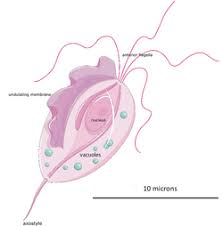 anterior flagella
undulating membrane
nucleus
vacuoles
10 microns
axostyle